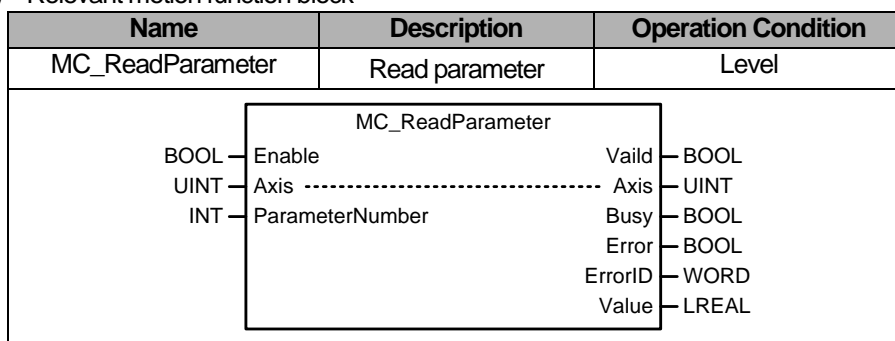 Relevant motion function block
Name Description Operation Condition
MC_ReadParameter Read parameter Level
MC_ReadParameter
BOOL Enable Vaild BOOL
UINT Axis Axis UINT
INT ParameterNumber Busy BOOL
Error BOOL
ErrorID WORD
Value LREAL